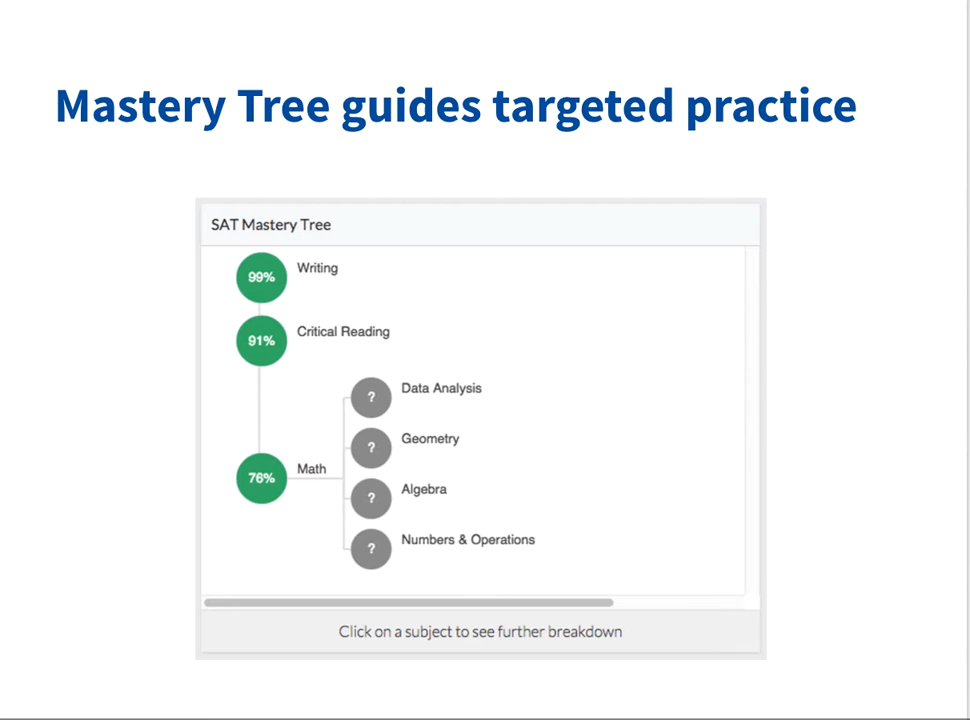 Mastery Tree guides targeted practice
SAT Mastery Tree
99%
Writing
91%
Critical Reading
?
Data Analysis
?
Geometry
76%
Math
?
Algebra
?
Numbers & Operations
Click on a subject to see further breakdown